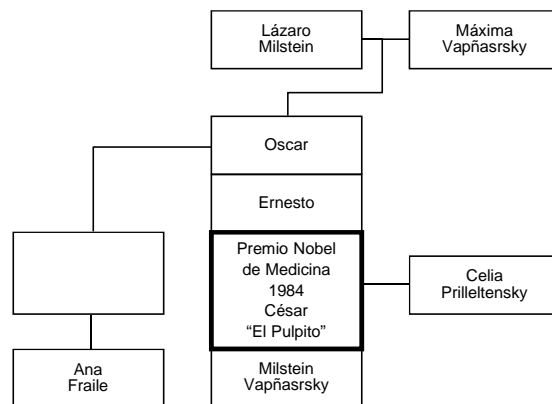 Lázaro
Milstein
Máxima
Vapñasrsky
Oscar
Ernesto
Premio Nobel
de Medicina
1984
César
“El Pulpito”
Celia
Prilleltensky
Ana
Fraile
Milstein
Vapñasrsky